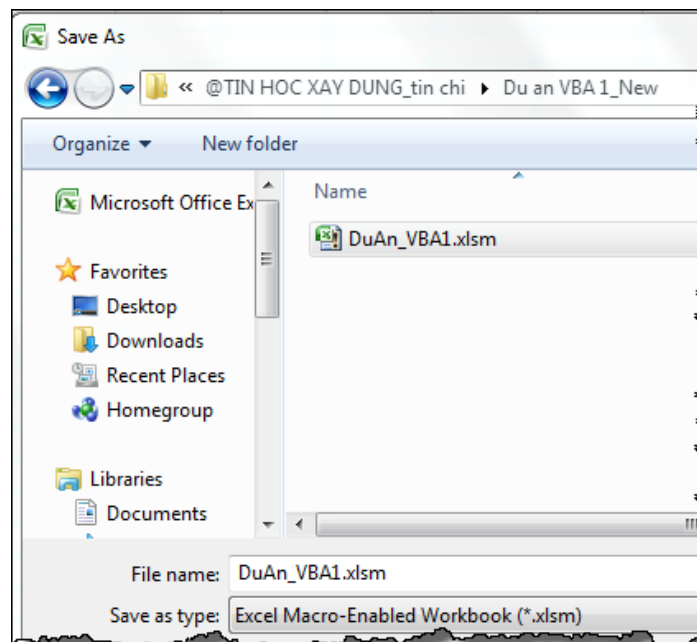 Save As
« @TIN HOC XAY DUNG_tin chi ▸ Du an VBA 1_New
Organize ▾ New folder
Microsoft Office Ex
Favorites
Desktop
Downloads
Recent Places
Homegroup
Libraries
Documents
Name
DuAn_VBA1.xlsm
File name: DuAn_VBA1.xlsm
Save as type: Excel Macro-Enabled Workbook (*.xlsm)